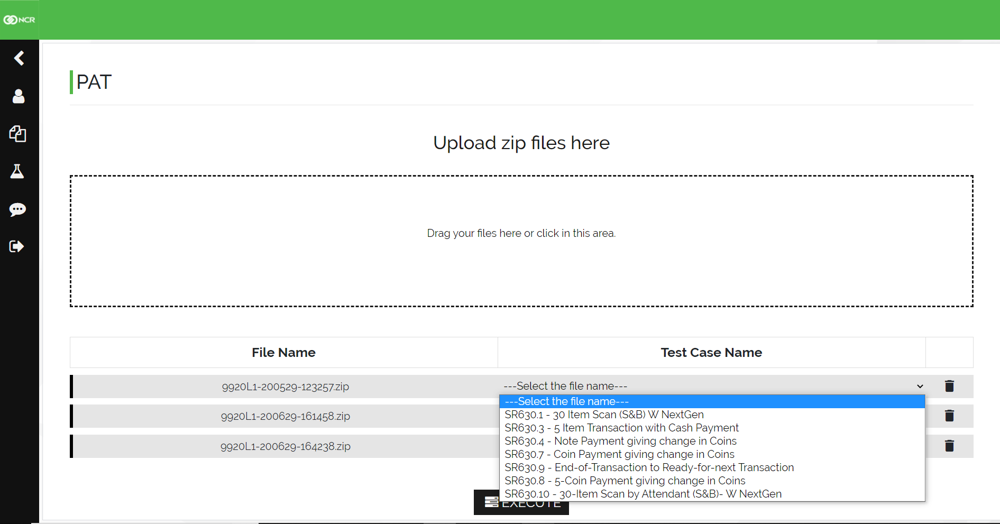 NCR
PAT
Upload zip files here
Drag your files here or click in this area.
File Name
Test Case Name
9920L1-200529-123257.zip
---Select the file name---
---Select the file name---
SR630.1 - 30 Item Scan (S&B) W NextGen
9920L1-200629-161458.zip
SR630.3 - 5 Item Transaction with Cash Payment
SR630.4 - Note Payment giving change in Coins
9920L1-200629-164238.zip
SR630.7 - Coin Payment giving change in Coins
SR630.9 - End-of-Transaction to Ready-for-next Transaction
SR630.8 - 5-Coin Payment giving change in Coins
SR630.10 - 30-Item Scan by Attendant (S&B)- W NextGen
EXECUTE